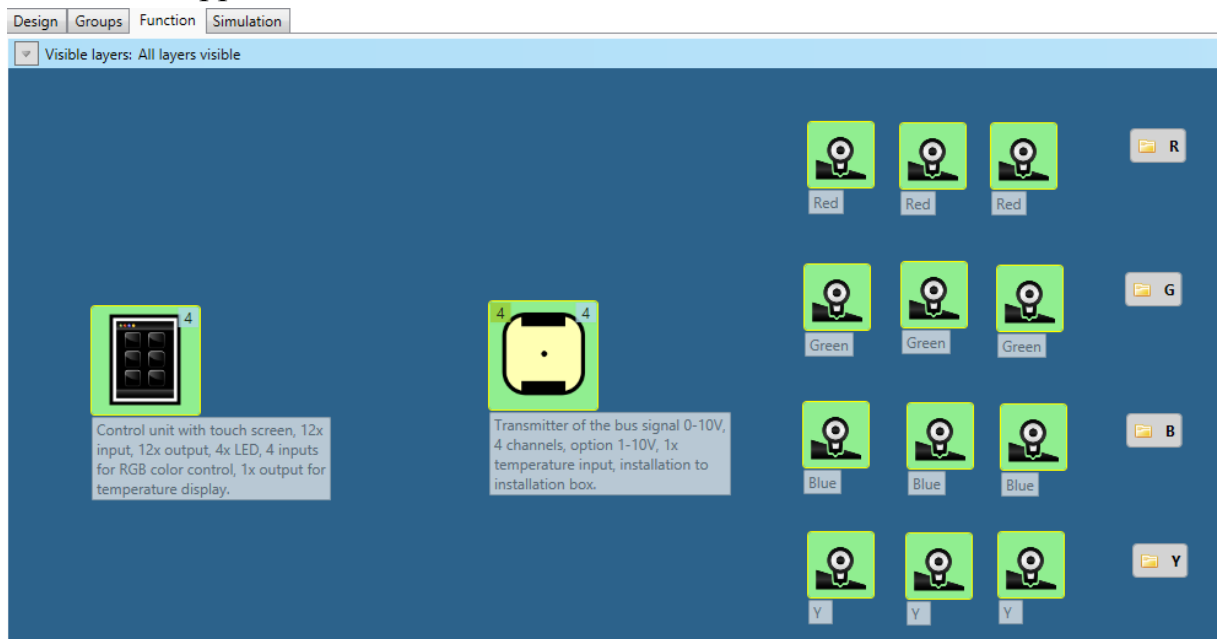 Design Groups Function Simulation
Visible layers: All layers visible
R
Red Red Red
G
4
4 4
Green Green Green
Control unit with touch screen, 12x
input, 12x output, 4x LED, 4 inputs
for RGB color control, 1x output for
temperature display.
Transmitter of the bus signal 0-10V,
4 channels, option 1-10V, 1x
temperature input, installation to
installation box.
B
Blue Blue Blue
Y
Y Y Y